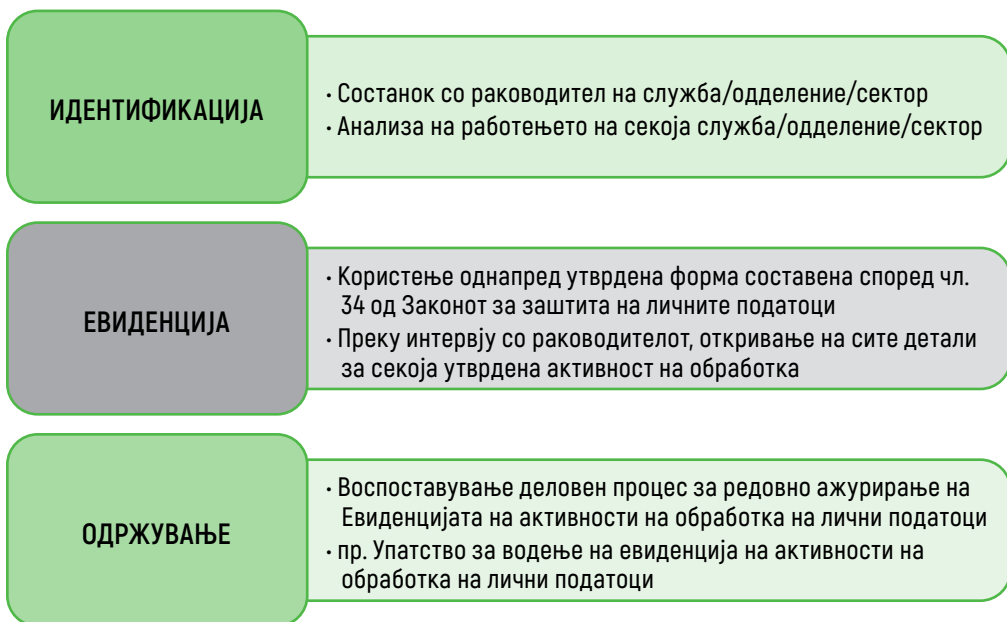 ИДЕНТИФИКАЦИЈА
· Состанок со раководител на служба/одделение/сектор
· Анализа на работењето на секоја служба/одделение/сектор
ЕВИДЕНЦИЈА
· Користење однапред утврдена форма составена според чл.
34 од Законот за заштита на личните податоци
· Преку интервју со раководителот, откривање на сите детали
за секоја утврдена активност на обработка
ОДРЖУВАЊЕ
· Воспоставување деловен процес за редовно ажурирање на
Евиденцијата на активности на обработка на лични податоци
· пр. Упатство за водење на евиденција на активности на
обработка на лични податоци